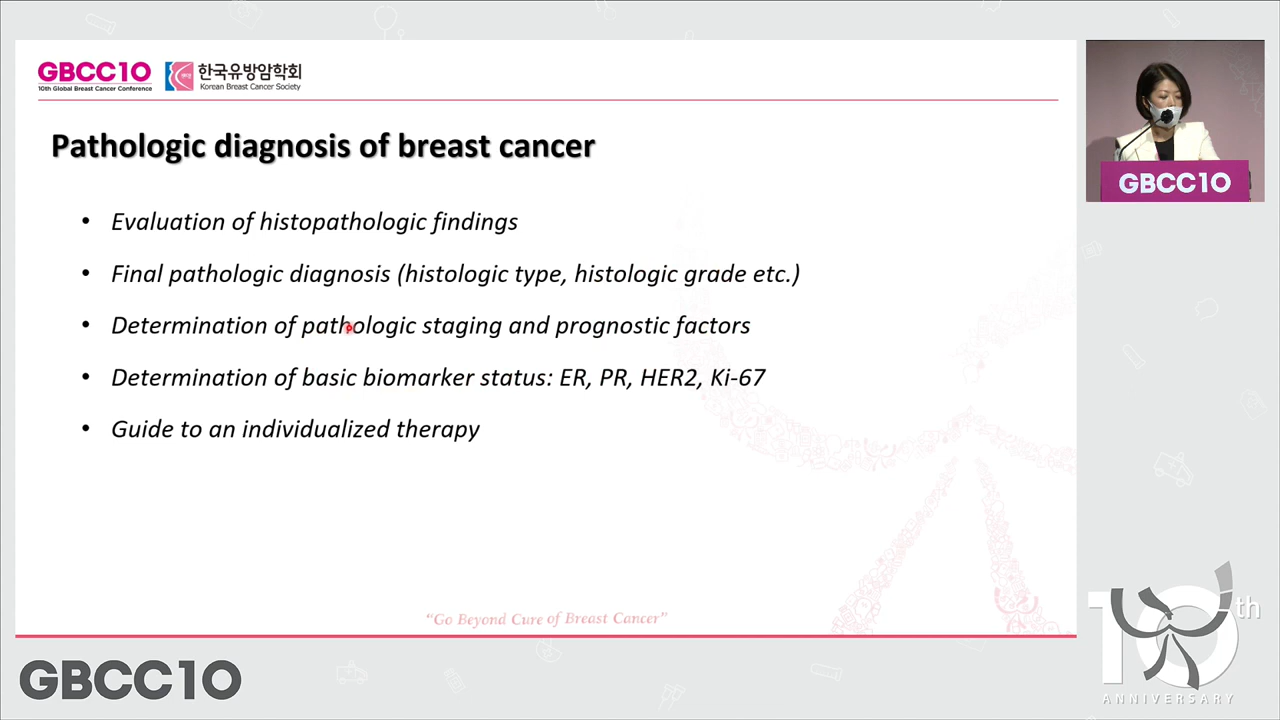 GBCC10
10th Global Breast Cancer Conference
한국유방암학회
Korean Breast Cancer Society
Pathologic diagnosis of breast cancer
• Evaluation of histopathologic findings
• Final pathologic diagnosis (histologic type, histologic grade etc.)
• Determination of pathologic staging and prognostic factors
• Determination of basic biomarker status: ER, PR, HER2, Ki-67
• Guide to an individualized therapy
“Go Beyond Cure of Breast Cancer”
GBCC10
GBCC10
10th
ANNIVERSARY